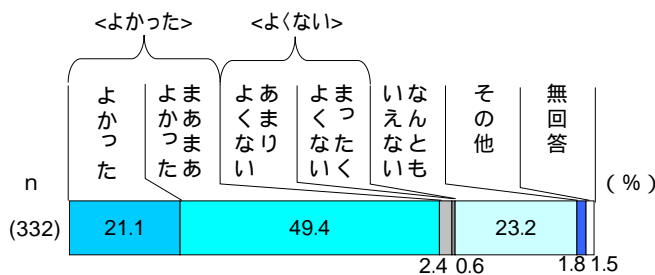 <よかった>
<よくない>
よかった
まあまあ
よかった
あまり
よくない
まったく
よくない
なんとも
いえない
その他
無回答
n
(%)
(332)
21.1
49.4
2.4
0.6
23.2
1.8
1.5